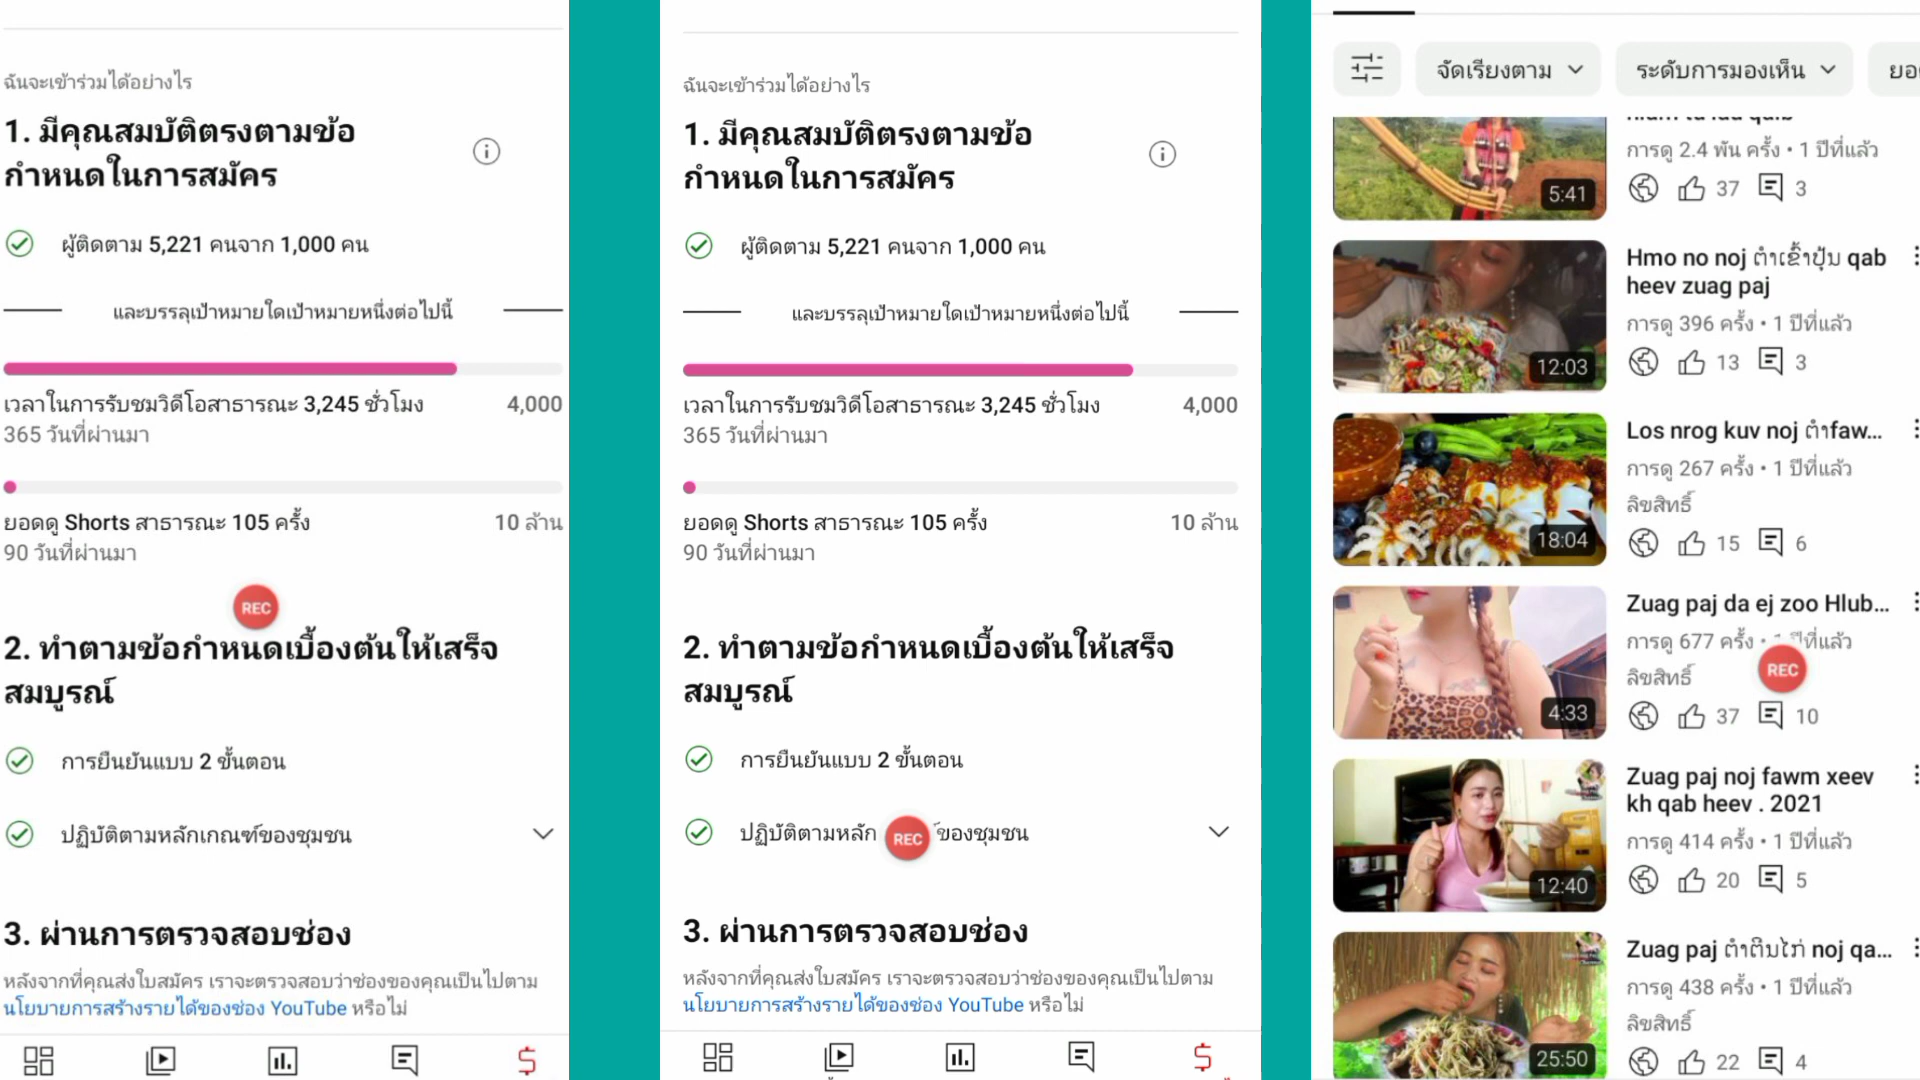 ฉันจะเข้าร่วมได้อย่างไร
1. มีคุณสมบัติตรงตามข้อ
กำหนดในการสมัคร
ผู้ติดตาม 5,221 คนจาก 1,000 คน
และบรรลุเป้าหมายใดเป้าหมายหนึ่งต่อไปนี้
เวลาในการรับชมวิดีโอสาธารณะ 3,245 ชั่วโมง 4,000
365 วันที่ผ่านมา
ยอดดู Shorts สาธารณะ 105 ครั้ง 10 ล้าน
90 วันที่ผ่านมา
REC
2. ทำตามข้อกำหนดเบื้องต้นให้เสร็จ
สมบูรณ์
การยืนยันแบบ 2 ขั้นตอน
ปฏิบัติตามหลักเกณฑ์ของชุมชน
3. ผ่านการตรวจสอบช่อง
หลังจากที่คุณส่งใบสมัคร เราจะตรวจสอบว่าช่องของคุณเป็นไปตาม
นโยบายการสร้างรายได้ของช่อง YouTube หรือไม่
ฉันจะเข้าร่วมได้อย่างไร
1. มีคุณสมบัติตรงตามข้อ
กำหนดในการสมัคร
ผู้ติดตาม 5,221 คนจาก 1,000 คน
และบรรลุเป้าหมายใดเป้าหมายหนึ่งต่อไปนี้
เวลาในการรับชมวิดีโอสาธารณะ 3,245 ชั่วโมง 4,000
365 วันที่ผ่านมา
ยอดดู Shorts สาธารณะ 105 ครั้ง 10 ล้าน
90 วันที่ผ่านมา
2. ทำตามข้อกำหนดเบื้องต้นให้เสร็จ
สมบูรณ์
การยืนยันแบบ 2 ขั้นตอน
ปฏิบัติตามหลัก REC ของชุมชน
3. ผ่านการตรวจสอบช่อง
หลังจากที่คุณส่งใบสมัคร เราจะตรวจสอบว่าช่องของคุณเป็นไปตาม
นโยบายการสร้างรายได้ของช่อง YouTube หรือไม่
จัดเรียงตาม ระดับการมองเห็น
การดู 2.4 พัน ครั้ง • 1 ปีที่แล้ว
5:41 37 3
Hmo no noj ຕຳເຂົ້າປຸ້ນ qab
heev zuag paj
การดู 396 ครั้ง • 1 ปีที่แล้ว
12:03 13 3
Los nrog kuv noj ຕຳfaw...
การดู 267 ครั้ง • 1 ปีที่แล้ว
ลิขสิทธิ์
18:04 15 6
Zuag paj da ej zoo Hlub...
การดู 677 ครั้ง • 1 ปีที่แล้ว
ลิขสิทธิ์ REC
4:33 37 10
Zuag paj noj fawm xeev
kh qab heev . 2021
การดู 414 ครั้ง • 1 ปีที่แล้ว
12:40 20 5
Zuag paj ຕຳຕີນໄກ່ noj qa...
การดู 438 ครั้ง • 1 ปีที่แล้ว
ลิขสิทธิ์
25:50 22 4